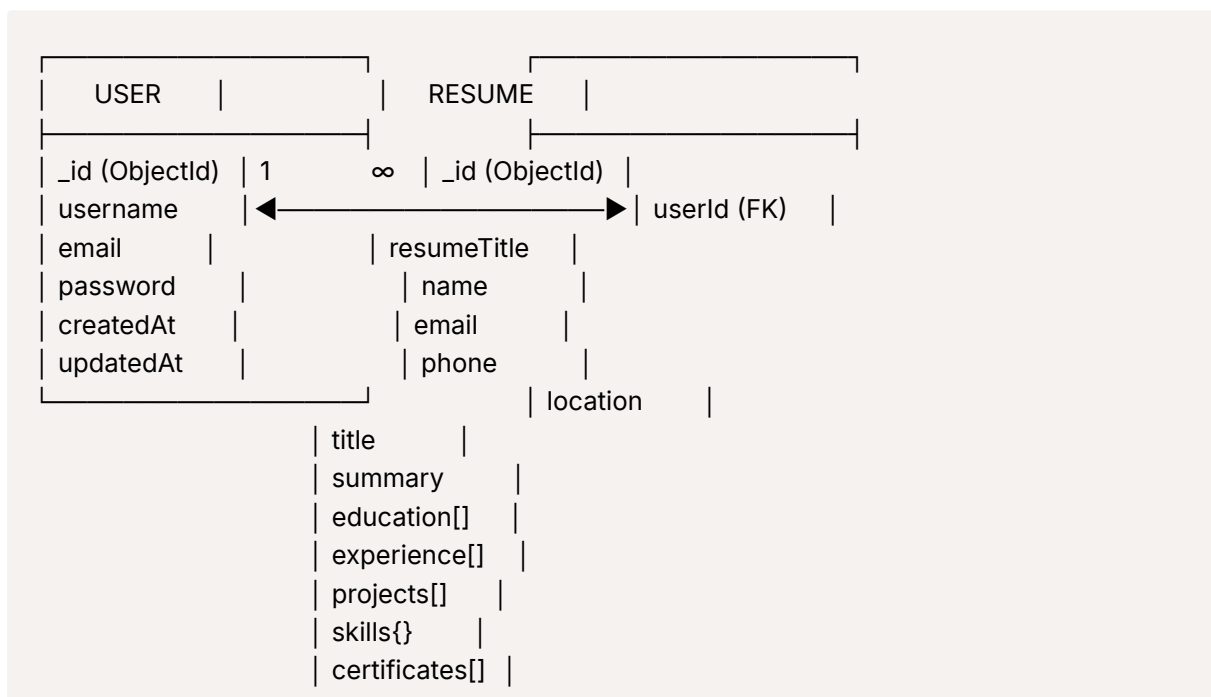 ┌──────────────────┐ ┌──────────────────┐
│ USER │ │ RESUME │
├──────────────────┤ ├──────────────────┤
│ _id (ObjectId) │ 1 ∞ │ _id (ObjectId) │
│ username │◄──────────────────►│ userId (FK) │
│ email │ │ resumeTitle │
│ password │ │ name │
│ createdAt │ │ email │
│ updatedAt │ │ phone │
└──────────────────┘ │ location │
│ title │
│ summary │
│ education[] │
│ experience[] │
│ projects[] │
│ skills{} │
│ certificates[] │